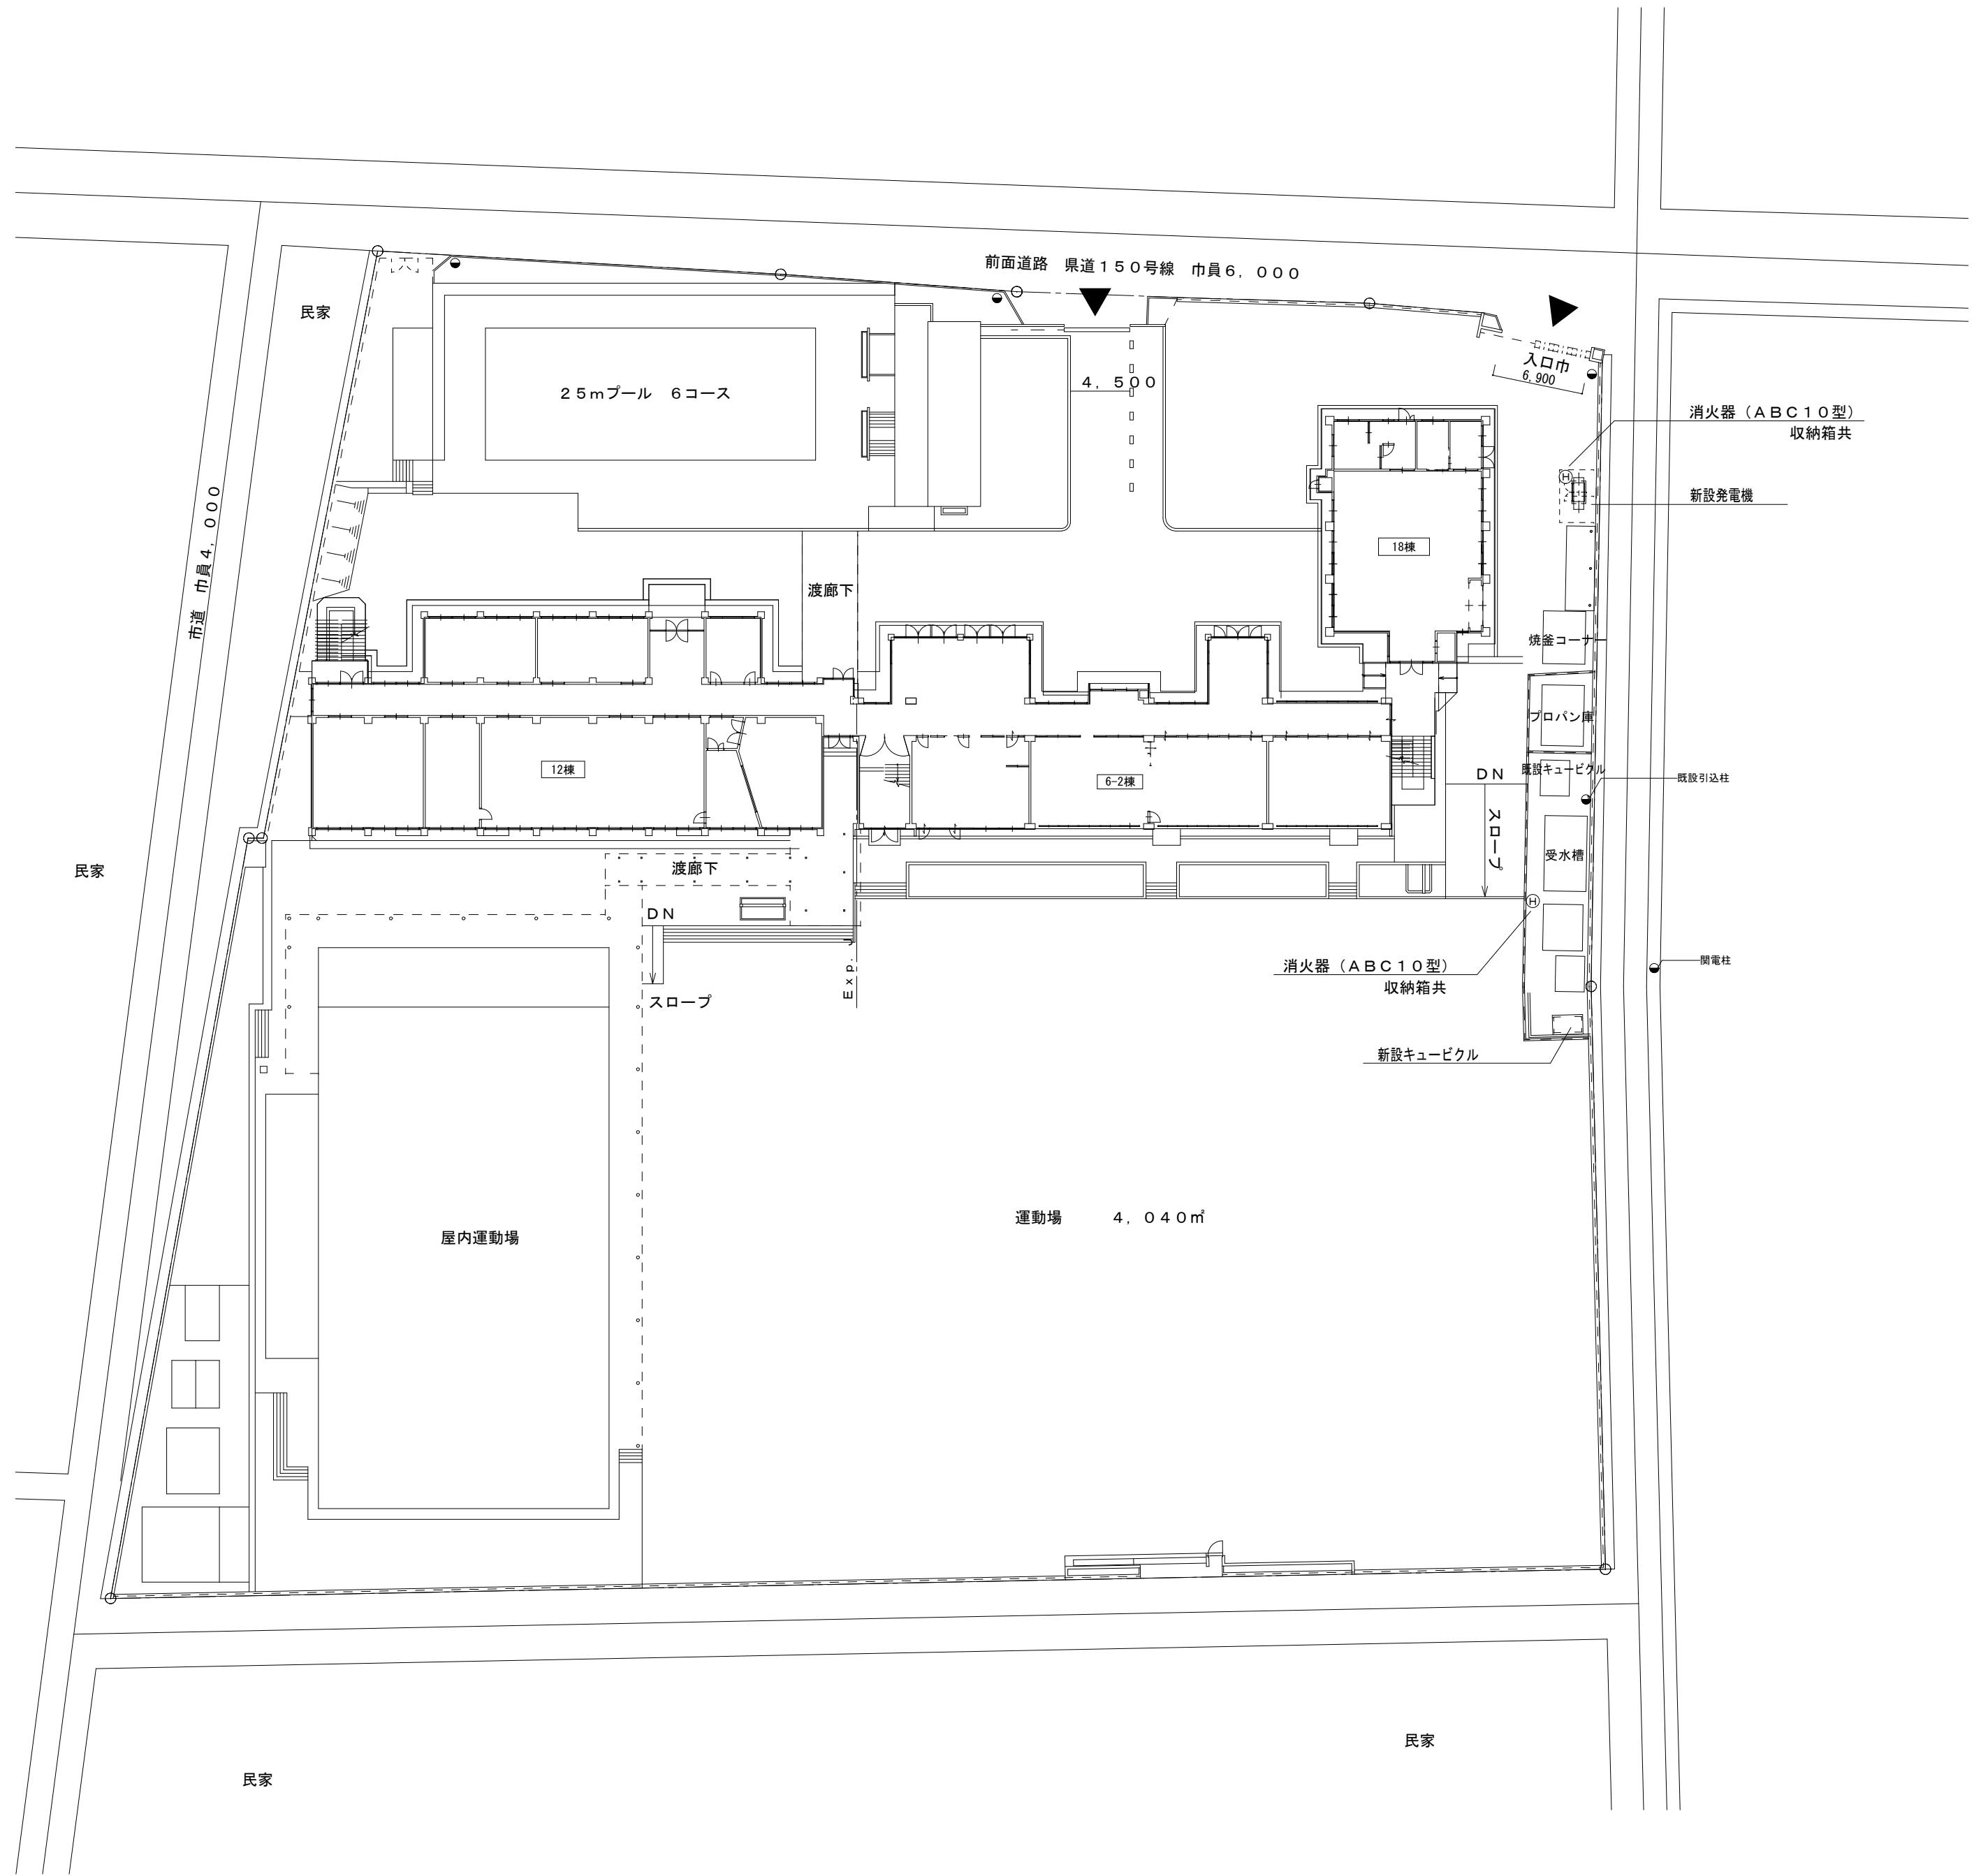 前面道路　県道１５０号線　巾員６，０００
民家
入口巾
6,900
２５ｍプール　６コース
４，５００
消火器（ＡＢＣ１０型）
収納箱共
新設発電機
市道　巾員４，０００
18棟
渡廊下
焼釜コーナー
プロパン庫
12棟
6-2棟
ＤＮ
既設キュービクル
既設引込柱
スロープ
民家
渡廊下
受水槽
ＤＮ
スロープ
Ｅｘｐ．Ｊ
消火器（ＡＢＣ１０型）
収納箱共
関電柱
新設キュービクル
屋内運動場
運動場　　　４，０４０㎡
民家
民家
H
H